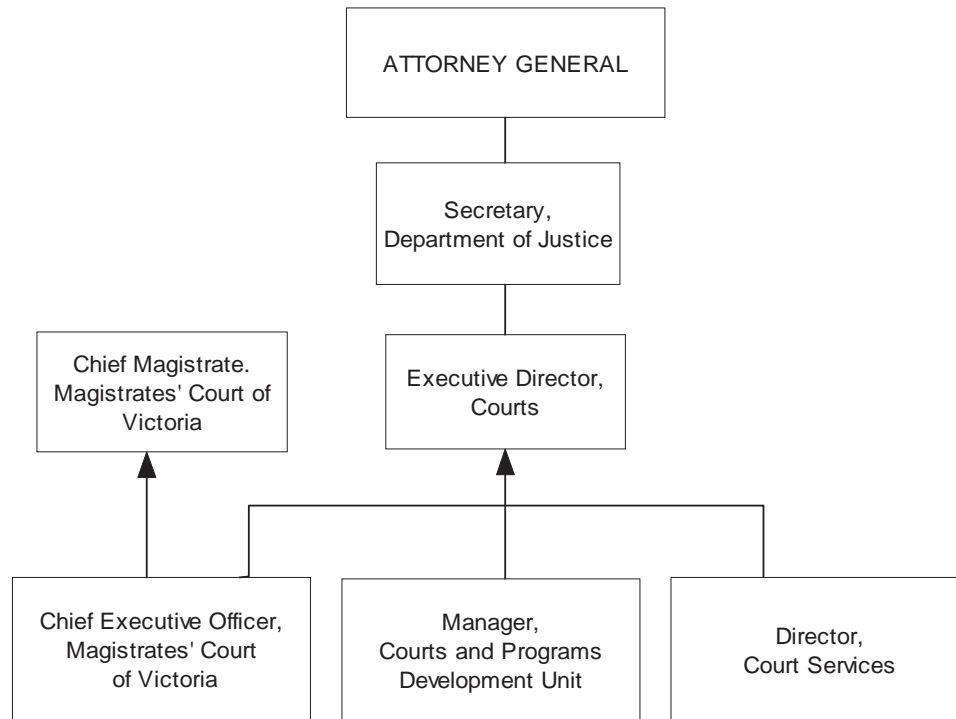 ATTORNEY GENERAL
Secretary,
Department of Justice
Chief Magistrate.
Magistrates' Court of
Victoria
Executive Director,
Courts
Chief Executive Officer,
Magistrates' Court
of Victoria
Manager,
Courts and Programs
Development Unit
Director,
Court Services